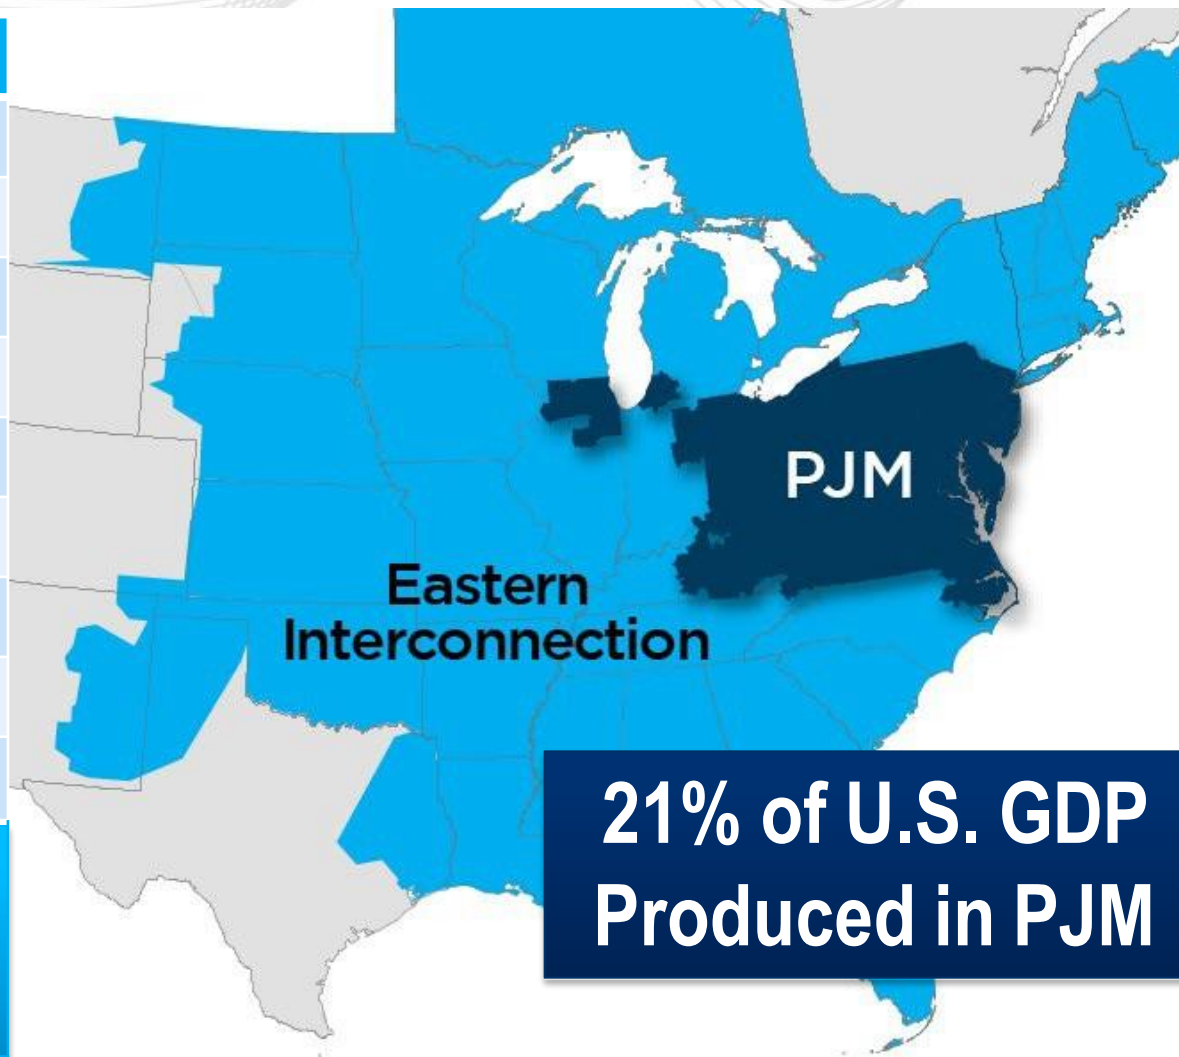 PJM
Eastern
Interconnection
21% of U.S. GDP
Produced in PJM